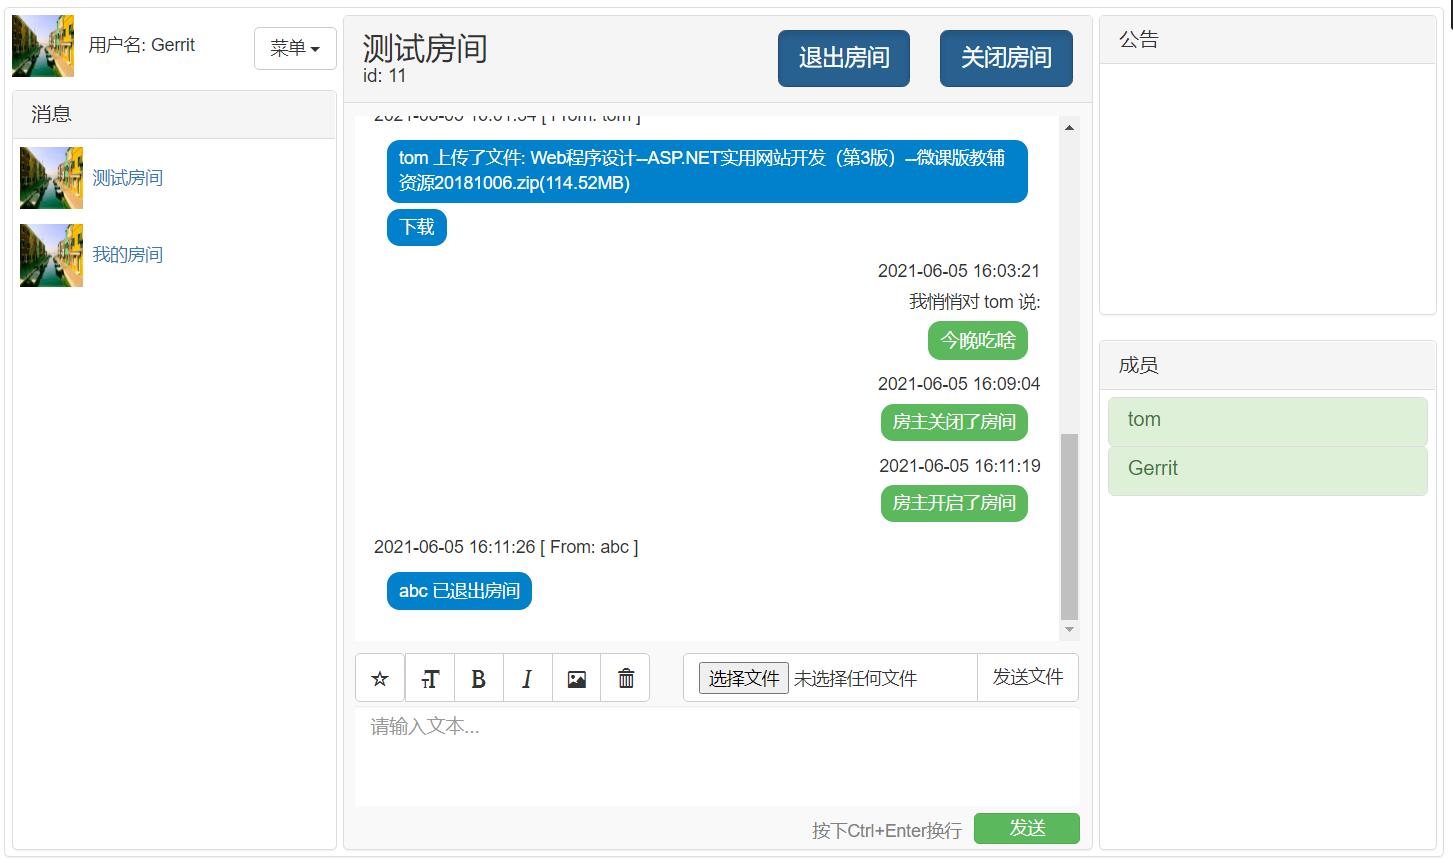 用户名: Gerrit
菜单
消息
测试房间
我的房间
测试房间
id: 11
退出房间
关闭房间
2021-06-05 16:01:54 [ From: tom ]
tom 上传了文件: Web程序设计--ASP.NET实用网站开发（第3版）--微课版教辅
资源20181006.zip(114.52MB)
下载
2021-06-05 16:03:21
我悄悄对 tom 说:
今晚吃啥
2021-06-05 16:09:04
房主关闭了房间
2021-06-05 16:11:19
房主开启了房间
2021-06-05 16:11:26 [ From: abc ]
abc 已退出房间
选择文件 未选择任何文件
发送文件
请输入文本...
按下Ctrl+Enter换行
发送
公告
成员
tom
Gerrit